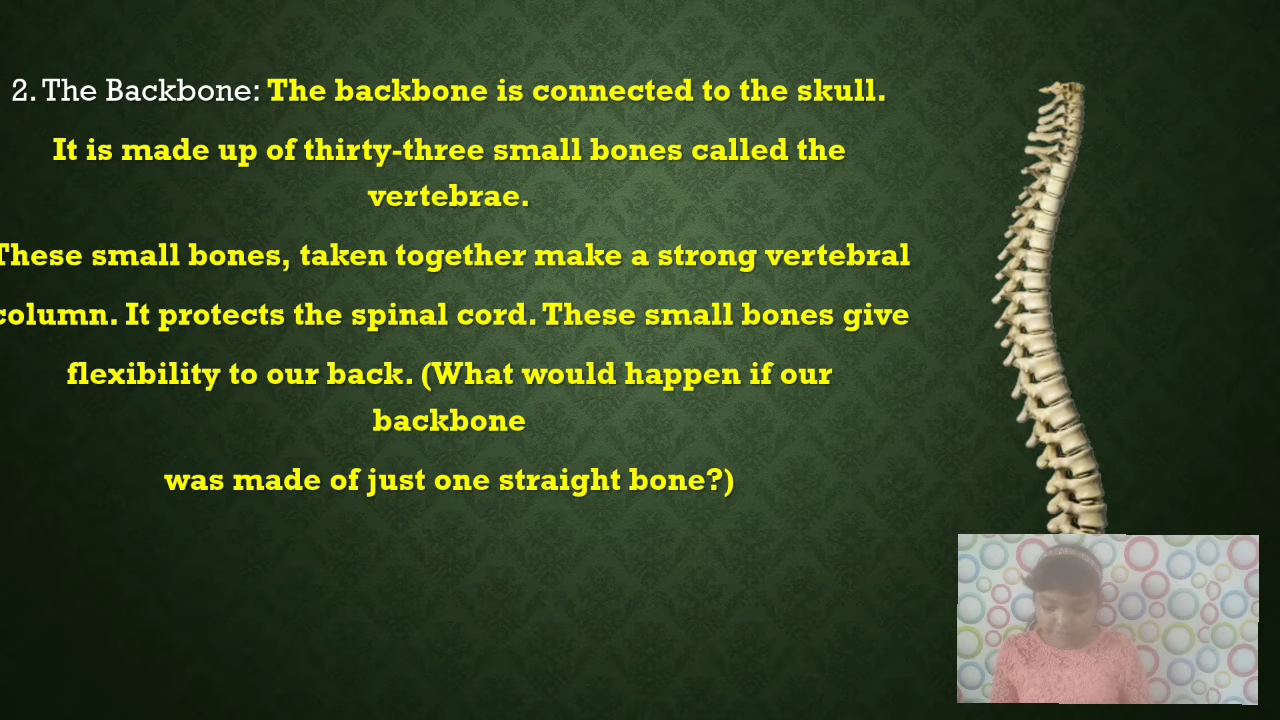 2. The Backbone: The backbone is connected to the skull.
It is made up of thirty-three small bones called the
vertebrae.
These small bones, taken together make a strong vertebral
column. It protects the spinal cord. These small bones give
flexibility to our back. (What would happen if our
backbone
was made of just one straight bone?)